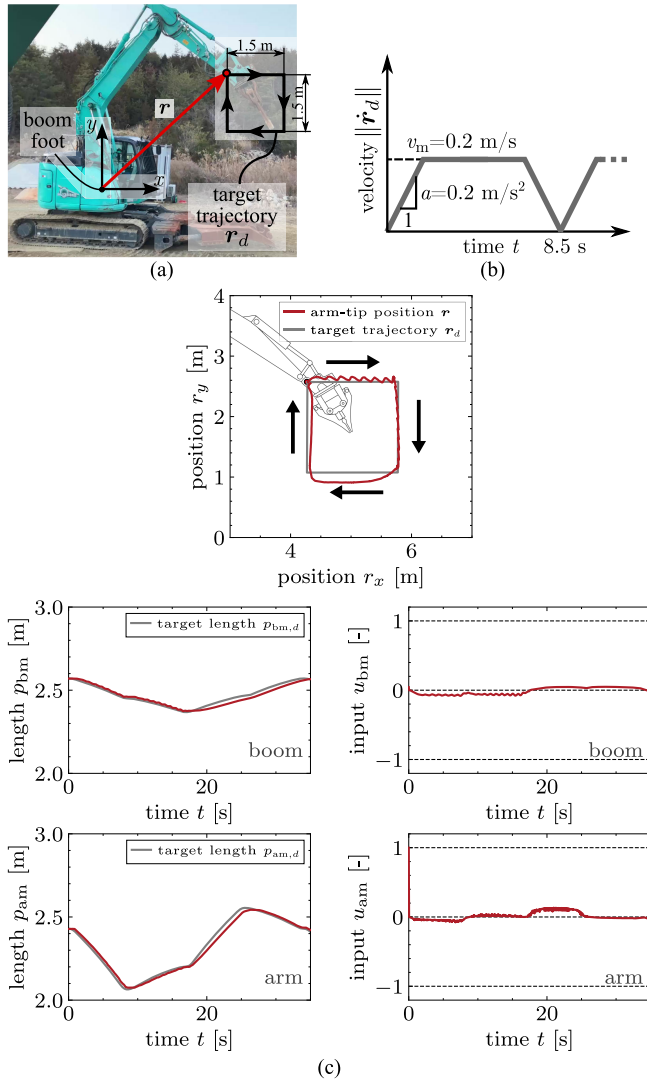 1.5 m
1.5 m
r
boom
foot
y
x
target
trajectory
r_d
(a)
velocity ||ṙ_d||
v_m=0.2 m/s
a=0.2 m/s²
1
time t
8.5 s
(b)
4
3
2
1
0
position r_y [m]
arm-tip position r
target trajectory r_d
4
6
position r_x [m]
3.0
2.5
2.0
length p_bm [m]
target length p_bm,d
boom
0
20
time t [s]
1
0
−1
input u_bm [-]
boom
0
20
time t [s]
3.0
2.5
2.0
length p_am [m]
target length p_am,d
arm
0
20
time t [s]
1
0
−1
input u_am [-]
arm
0
20
time t [s]
(c)